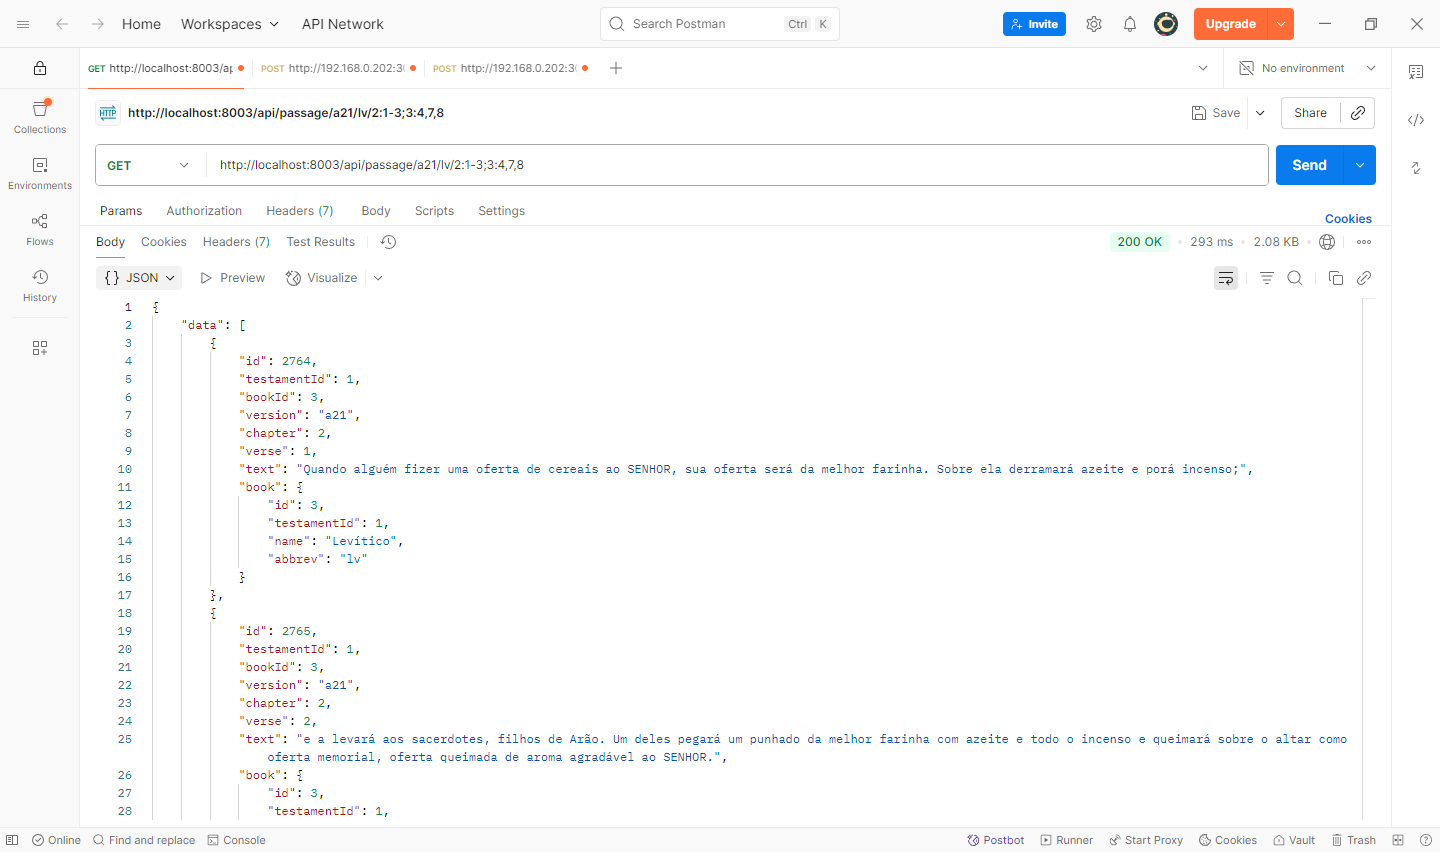 Home Workspaces API Network Search Postman Ctrl K Invite Upgrade
GET http://localhost:8003/ap POST http://192.168.0.202:30 POST http://192.168.0.202:30 No environment
HTTP http://localhost:8003/api/passage/a21/lv/2:1-3;3:4,7,8 Save Share
Collections
GET http://localhost:8003/api/passage/a21/lv/2:1-3;3:4,7,8 Send
Environments
Params Authorization Headers (7) Body Scripts Settings Cookies
Flows
Body Cookies Headers (7) Test Results 200 OK • 293 ms • 2.08 KB •
History
{} JSON Preview Visualize
1 {
2 "data": [
3 {
4 "id": 2764,
5 "testamentId": 1,
6 "bookId": 3,
7 "version": "a21",
8 "chapter": 2,
9 "verse": 1,
10 "text": "Quando alguém fizer uma oferta de cereais ao SENHOR, sua oferta será da melhor farinha. Sobre ela derramará azeite e porá incenso;",
11 "book": {
12 "id": 3,
13 "testamentId": 1,
14 "name": "Levítico",
15 "abbrev": "lv"
16 }
17 },
18 {
19 "id": 2765,
20 "testamentId": 1,
21 "bookId": 3,
22 "version": "a21",
23 "chapter": 2,
24 "verse": 2,
25 "text": "e a levará aos sacerdotes, filhos de Arão. Um deles pegará um punhado da melhor farinha com azeite e todo o incenso e queimará sobre o altar como
oferta memorial, oferta queimada de aroma agradável ao SENHOR.",
26 "book": {
27 "id": 3,
28 "testamentId": 1,
Online Find and replace Console Postbot Runner Start Proxy Cookies Vault Trash